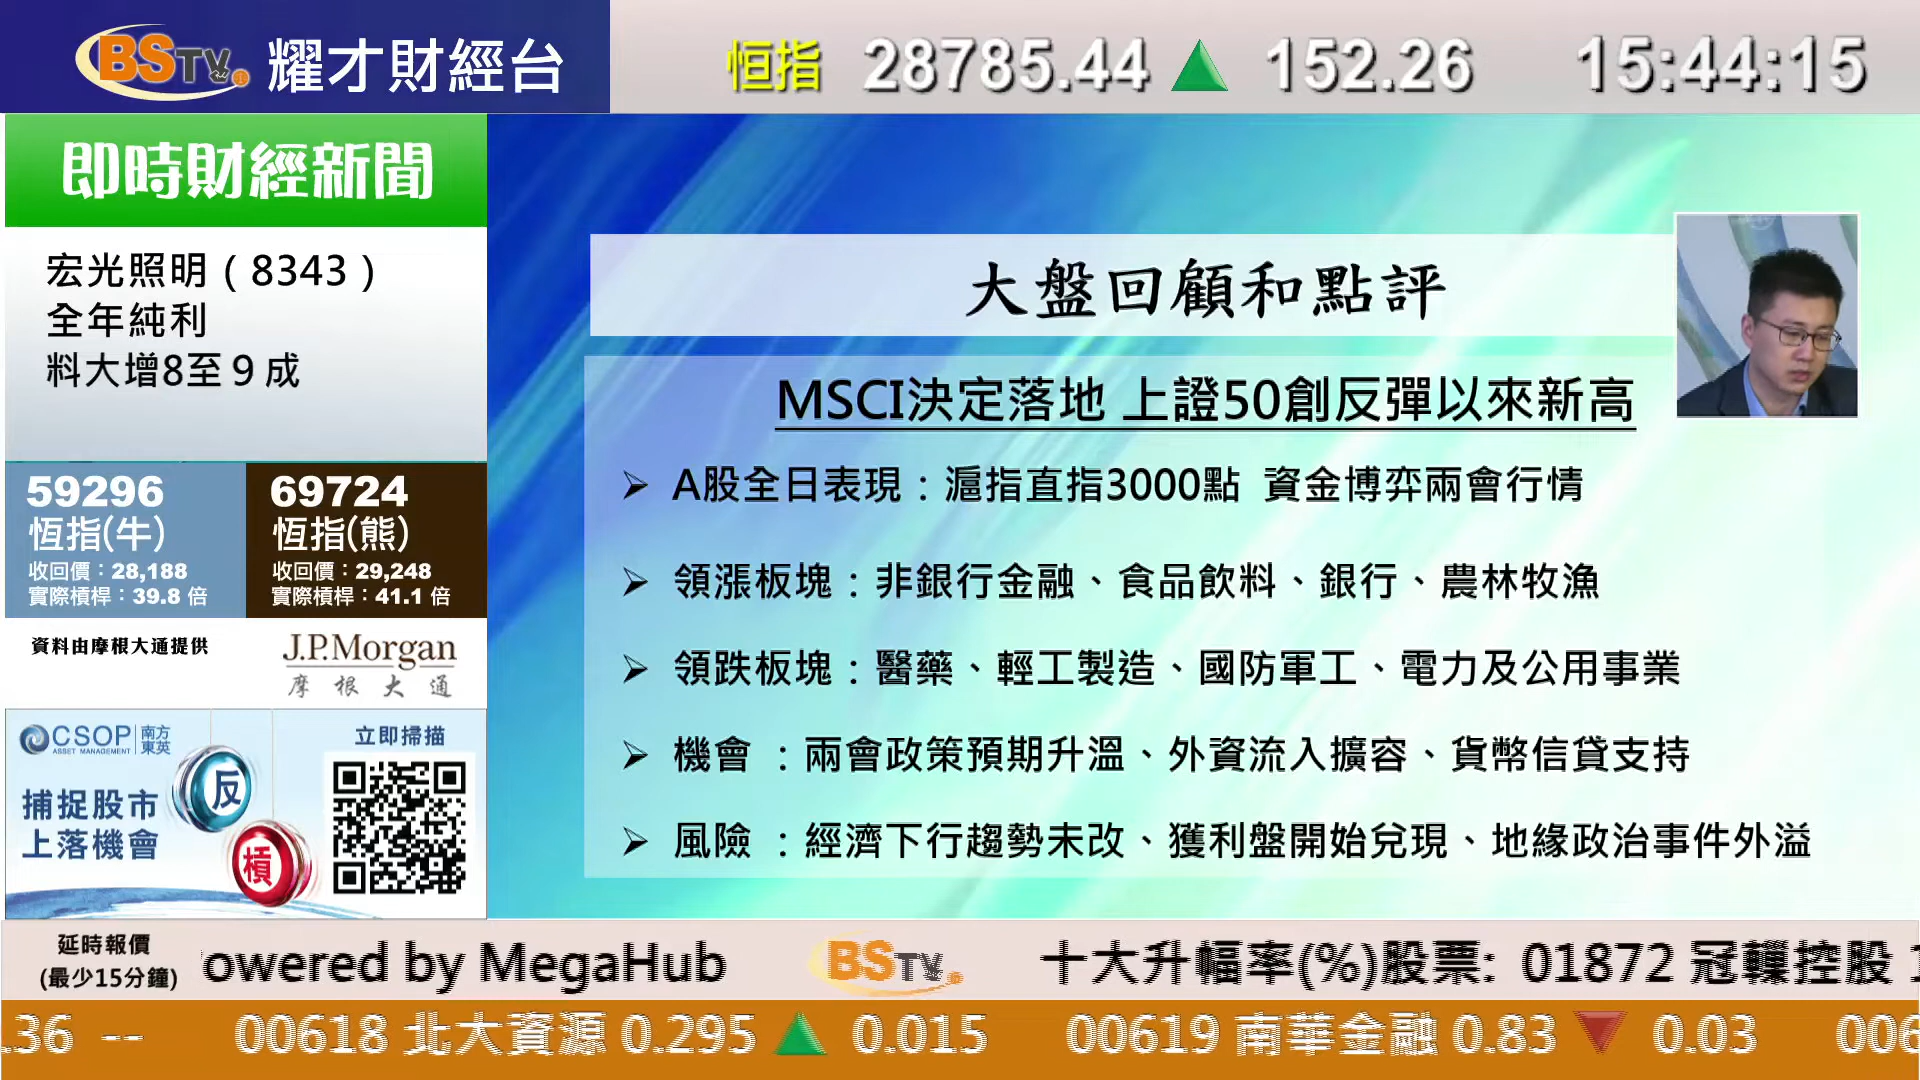 BSTV 耀才財經台
恒指 28785.44 ▲ 152.26 15:44:15
即時財經新聞
宏光照明（8343）
全年純利
料大增8至９成
59296
恆指(牛)
收回價：28,188
實際槓桿：39.8 倍
69724
恆指(熊)
收回價：29,248
實際槓桿：41.1 倍
資料由摩根大通提供
J.P.Morgan
摩根大通
CSOP 南方東英
ASSET MANAGEMENT
立即掃描
捕捉股市
上落機會
反
槓
大盤回顧和點評
MSCI決定落地 上證50創反彈以來新高
➢ A股全日表現：滬指直指3000點 資金博弈兩會行情
➢ 領漲板塊：非銀行金融、食品飲料、銀行、農林牧漁
➢ 領跌板塊：醫藥、輕工製造、國防軍工、電力及公用事業
➢ 機會 ：兩會政策預期升溫、外資流入擴容、貨幣信貸支持
➢ 風險 ：經濟下行趨勢未改、獲利盤開始兌現、地緣政治事件外溢
延時報價
(最少15分鐘)
owered by MegaHub BSTV 十大升幅率(%)股票: 01872 冠轈控股
.36 -- 00618 北大資源 0.295 ▲ 0.015 00619 南華金融 0.83 ▼ 0.03 006